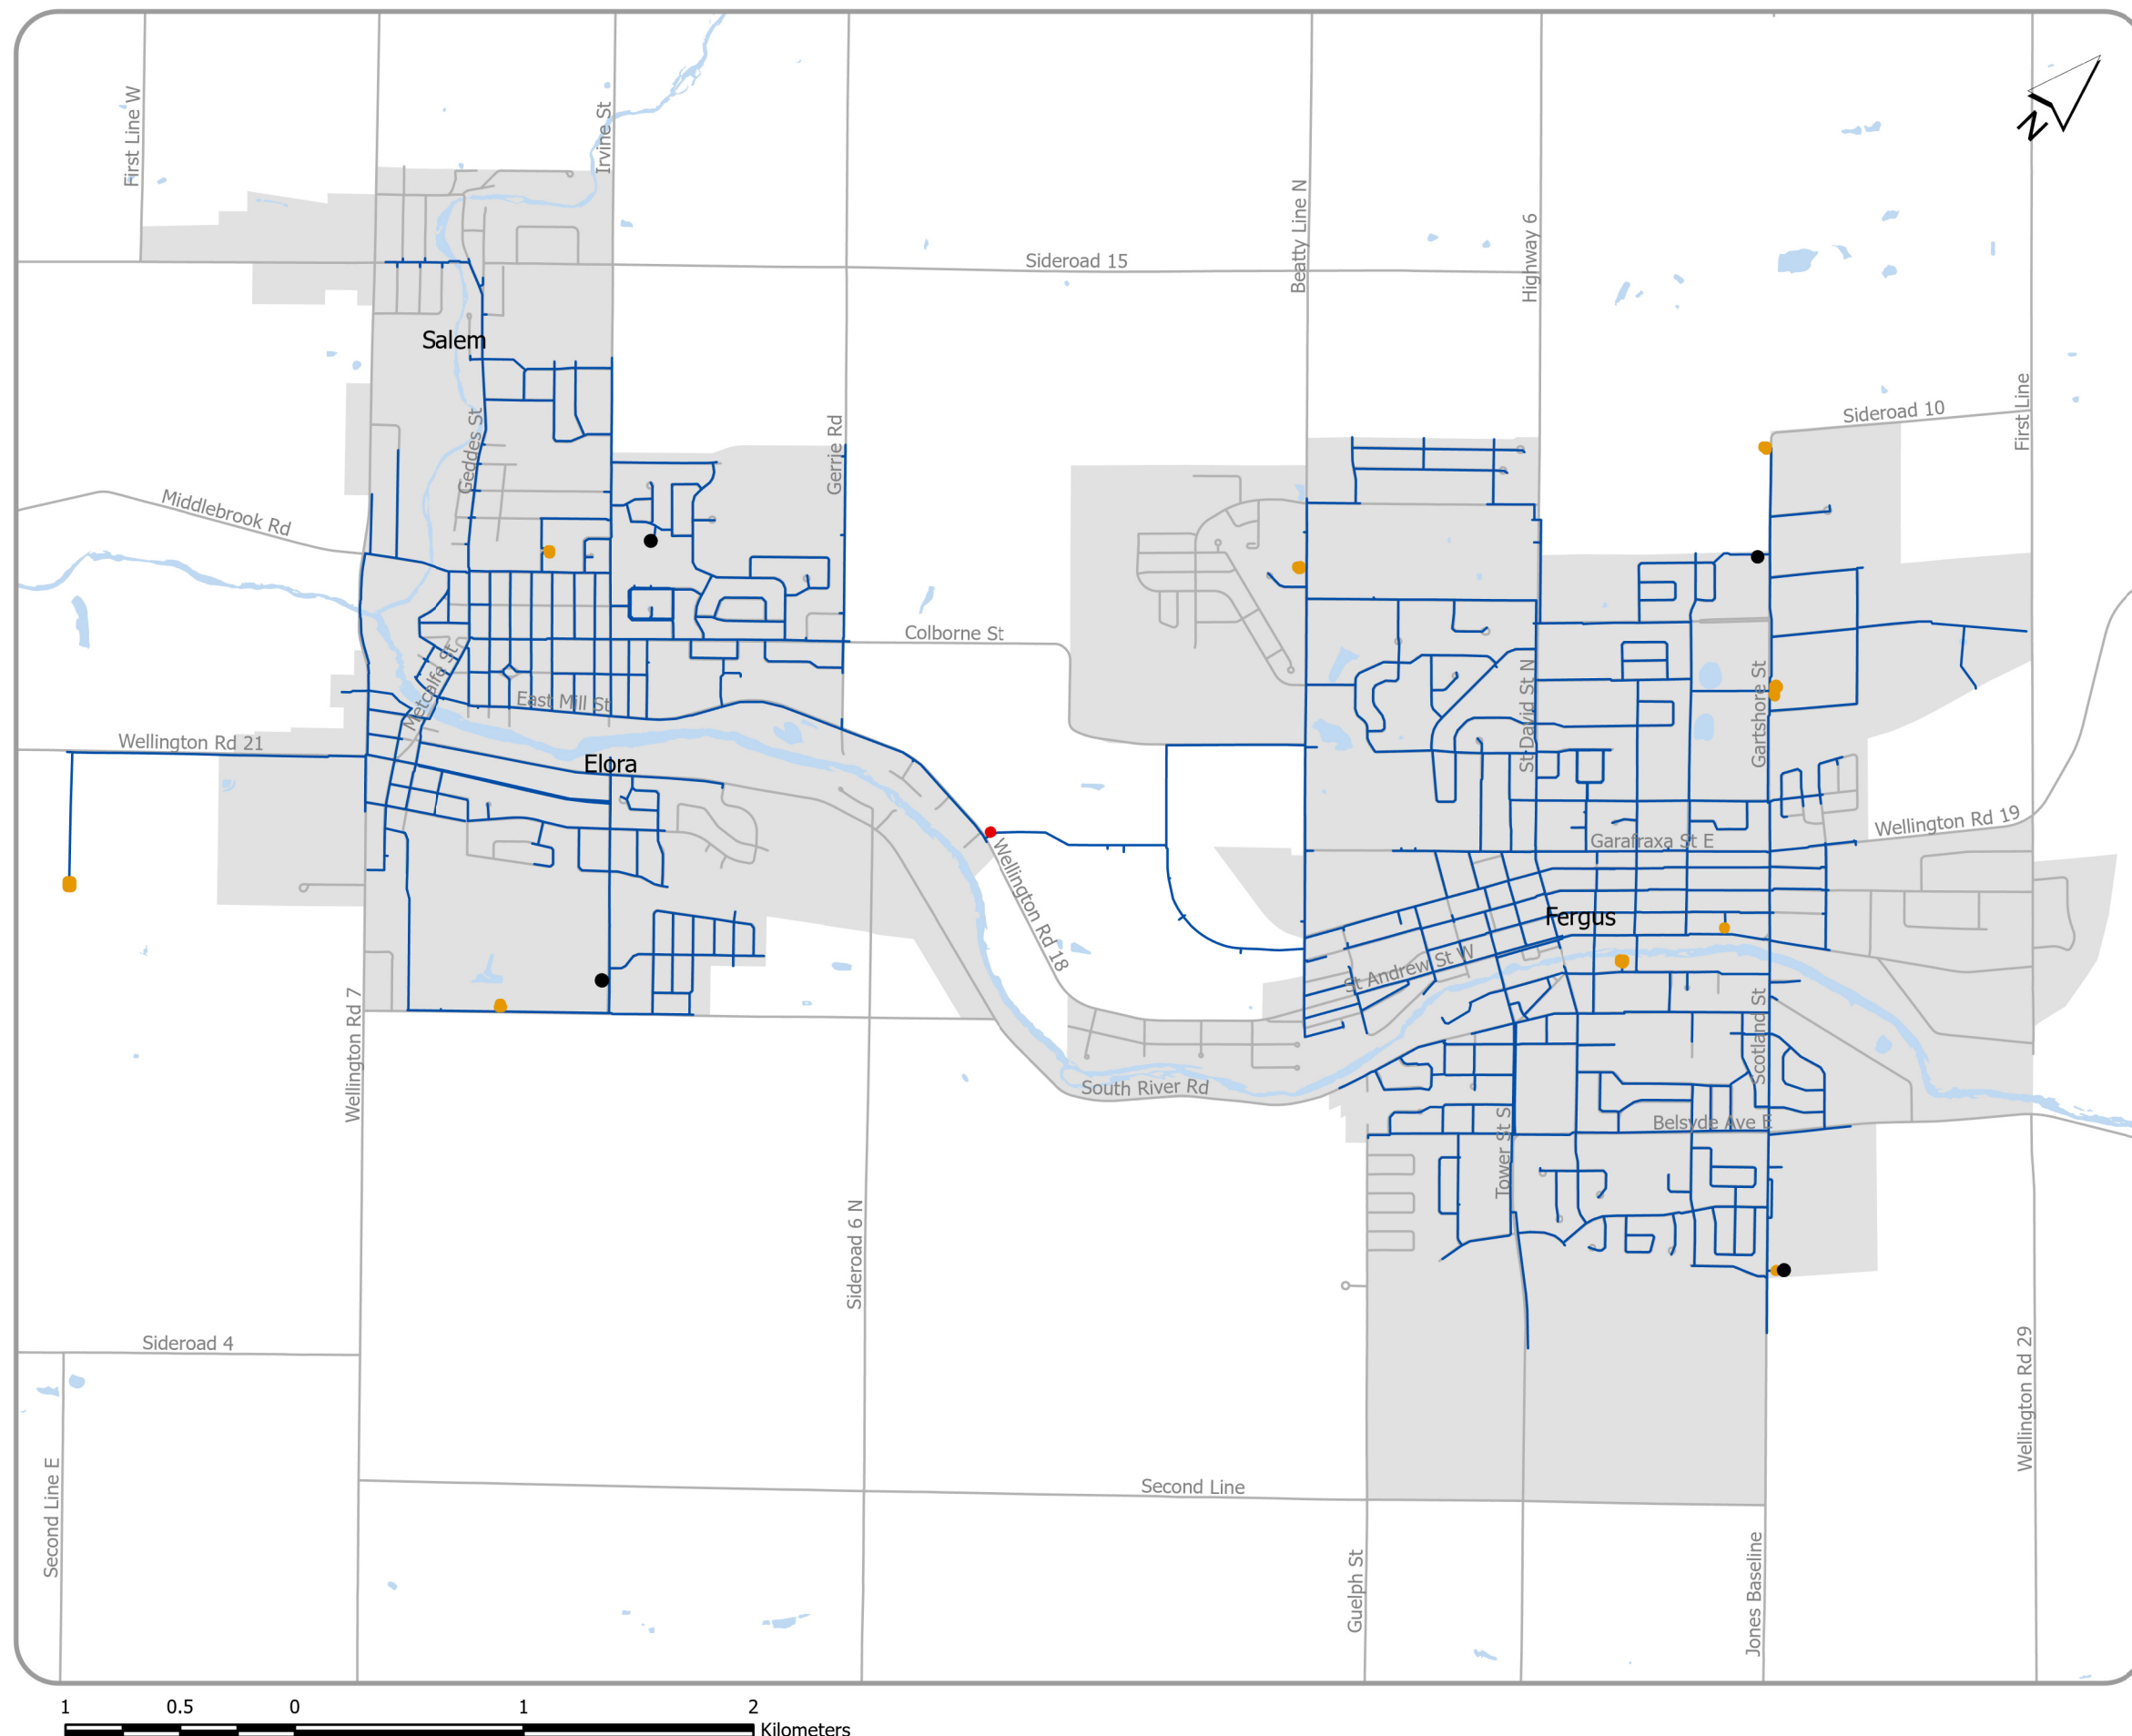 First Line W
Irvine St
Beatty Line N
Highway 6
N
Sideroad 15
Salem
Geddes St
Gerrie Rd
Sideroad 10
First Line
Middlebrook Rd
Colborne St
Metcalfe St
East Mill St
St David St N
Gartshore St
Wellington Rd 21
Elora
Wellington Rd 19
Garafraxa St E
Wellington Rd 18
Fergus
St Andrew St W
Wellington Rd 7
Scotland St
South River Rd
Belsyde Ave E
Tower St S
Sideroad 6 N
Sideroad 4
Wellington Rd 29
Second Line E
Second Line
Guelph St
Jones Baseline
1 0.5 0 1 2
Kilometers